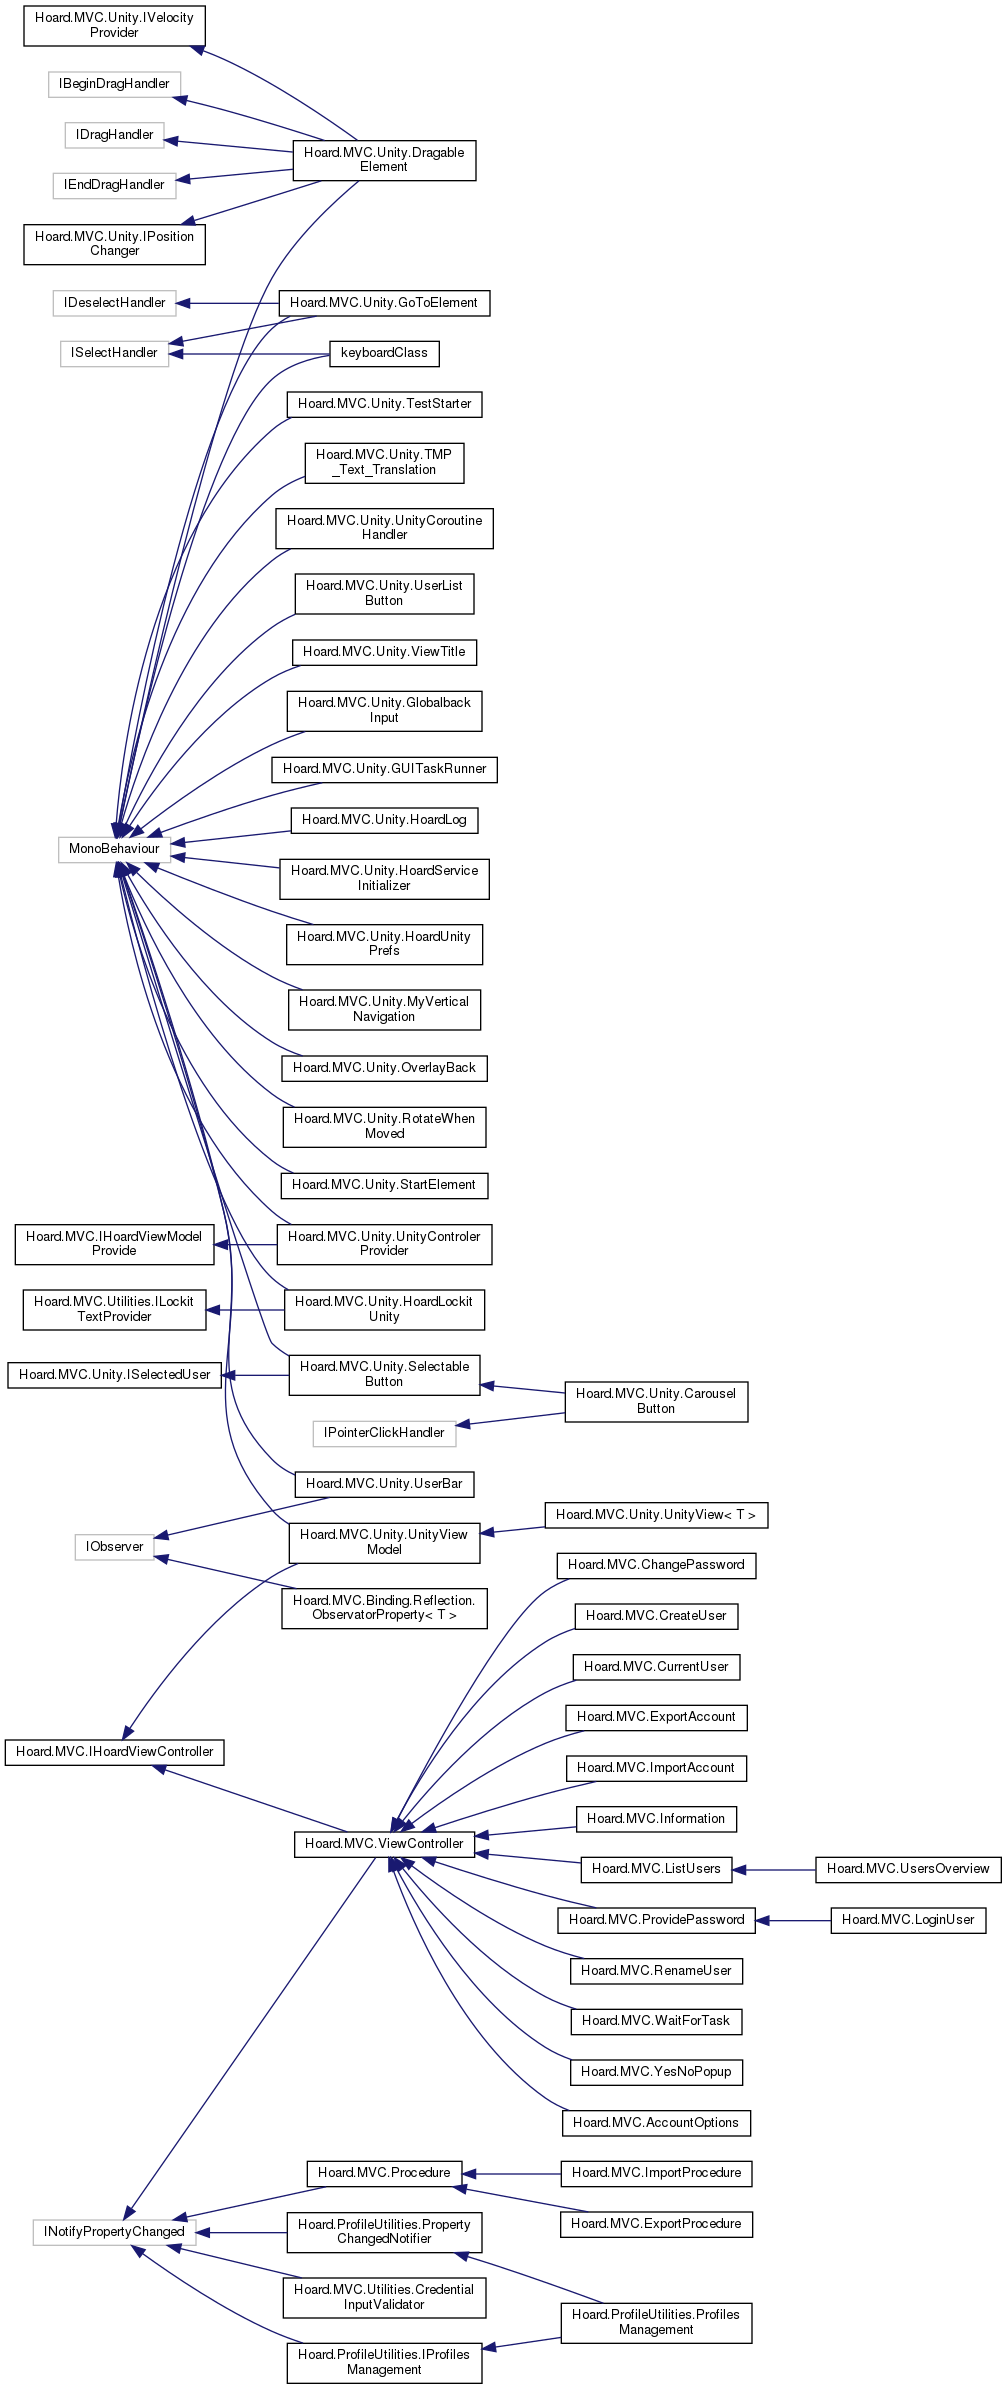 Hoard.MVC.Unity.IVelocity
Provider
IBeginDragHandler
IDragHandler
Hoard.MVC.Unity.Dragable
Element
IEndDragHandler
Hoard.MVC.Unity.IPosition
Changer
IDeselectHandler
Hoard.MVC.Unity.GoToElement
ISelectHandler
keyboardClass
Hoard.MVC.Unity.TestStarter
Hoard.MVC.Unity.TMP
_Text_Translation
Hoard.MVC.Unity.UnityCoroutine
Handler
Hoard.MVC.Unity.UserList
Button
Hoard.MVC.Unity.ViewTitle
Hoard.MVC.Unity.Globalback
Input
Hoard.MVC.Unity.GUITaskRunner
Hoard.MVC.Unity.HoardLog
MonoBehaviour
Hoard.MVC.Unity.HoardService
Initializer
Hoard.MVC.Unity.HoardUnity
Prefs
Hoard.MVC.Unity.MyVertical
Navigation
Hoard.MVC.Unity.OverlayBack
Hoard.MVC.Unity.RotateWhen
Moved
Hoard.MVC.Unity.StartElement
Hoard.MVC.IHoardViewModel
Provide
Hoard.MVC.Unity.UnityControler
Provider
Hoard.MVC.Utilities.ILockit
TextProvider
Hoard.MVC.Unity.HoardLockit
Unity
Hoard.MVC.Unity.ISelectedUser
Hoard.MVC.Unity.Selectable
Button
Hoard.MVC.Unity.Carousel
Button
IPointerClickHandler
Hoard.MVC.Unity.UserBar
Hoard.MVC.Unity.UnityView< T >
IObserver
Hoard.MVC.Unity.UnityView
Model
Hoard.MVC.ChangePassword
Hoard.MVC.Binding.Reflection.
ObservatorProperty< T >
Hoard.MVC.CreateUser
Hoard.MVC.CurrentUser
Hoard.MVC.ExportAccount
Hoard.MVC.IHoardViewController
Hoard.MVC.ImportAccount
Hoard.MVC.Information
Hoard.MVC.ViewController
Hoard.MVC.ListUsers
Hoard.MVC.UsersOverview
Hoard.MVC.ProvidePassword
Hoard.MVC.LoginUser
Hoard.MVC.RenameUser
Hoard.MVC.WaitForTask
Hoard.MVC.YesNoPopup
Hoard.MVC.AccountOptions
Hoard.MVC.Procedure
Hoard.MVC.ImportProcedure
INotifyPropertyChanged
Hoard.ProfileUtilities.Property
ChangedNotifier
Hoard.MVC.ExportProcedure
Hoard.MVC.Utilities.Credential
InputValidator
Hoard.ProfileUtilities.Profiles
Management
Hoard.ProfileUtilities.IProfiles
Management